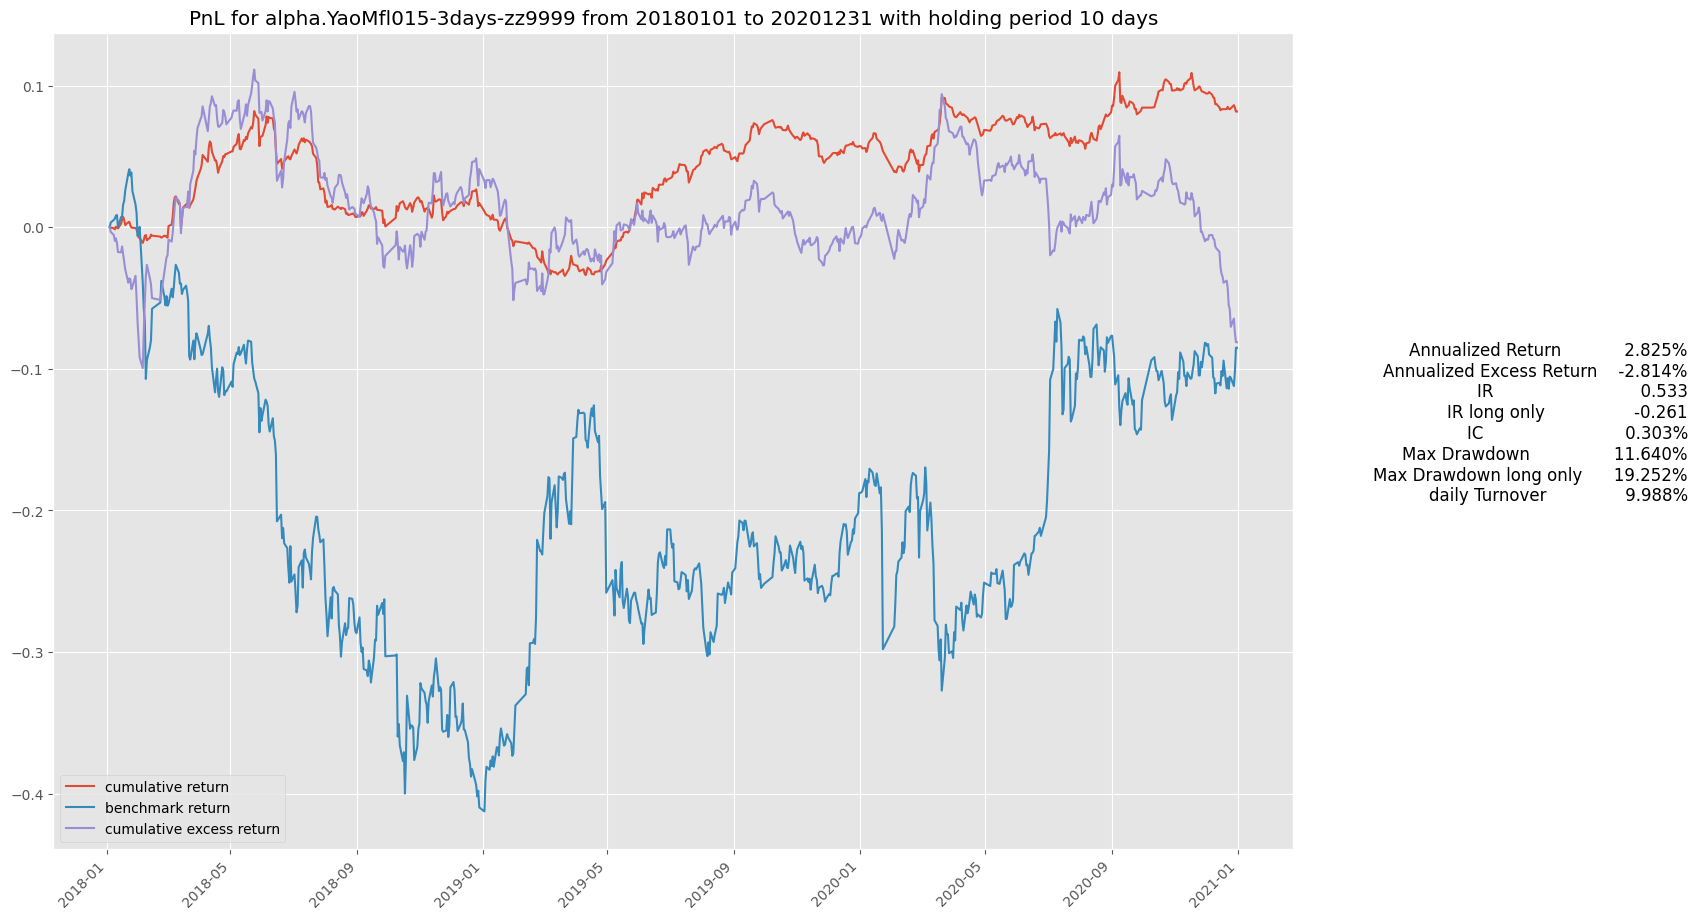 PnL for alpha.YaoMfl015-3days-zz9999 from 20180101 to 20201231 with holding period 10 days
0.1
0.0
−0.1
−0.2
−0.3
−0.4
cumulative return
benchmark return
cumulative excess return
2018-01
2018-05
2018-09
2019-01
2019-05
2019-09
2020-01
2020-05
2020-09
2021-01
Annualized Return 2.825%
Annualized Excess Return -2.814%
IR 0.533
IR long only -0.261
IC 0.303%
Max Drawdown 11.640%
Max Drawdown long only 19.252%
daily Turnover 9.988%